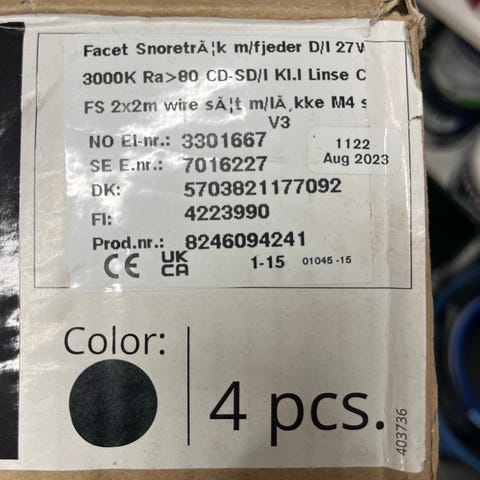 Facet SnoretrÃ¦k m/fjeder D/I 27W
3000K Ra>80 CD-SD/I Kl.I Linse C
FS 2x2m wire sÃ¦t m/lÃ¸kke M4 s
V3
NO El-nr.: 3301667
SE E.nr.: 7016227
DK: 5703821177092
FI: 4223990
Prod.nr.: 8246094241
1122
Aug 2023
CE UK
CA
1-15 01045 -15
Color:
4 pcs.
403736